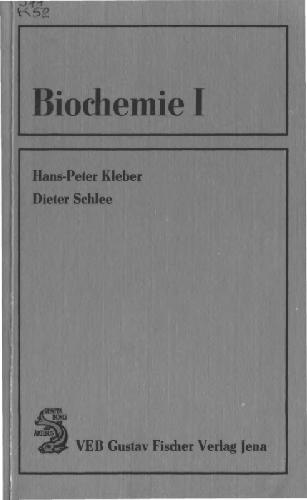 Biochemie I
Hans-Peter Kleber
Dieter Schlee
VEB Gustav Fischer Verlag Jena